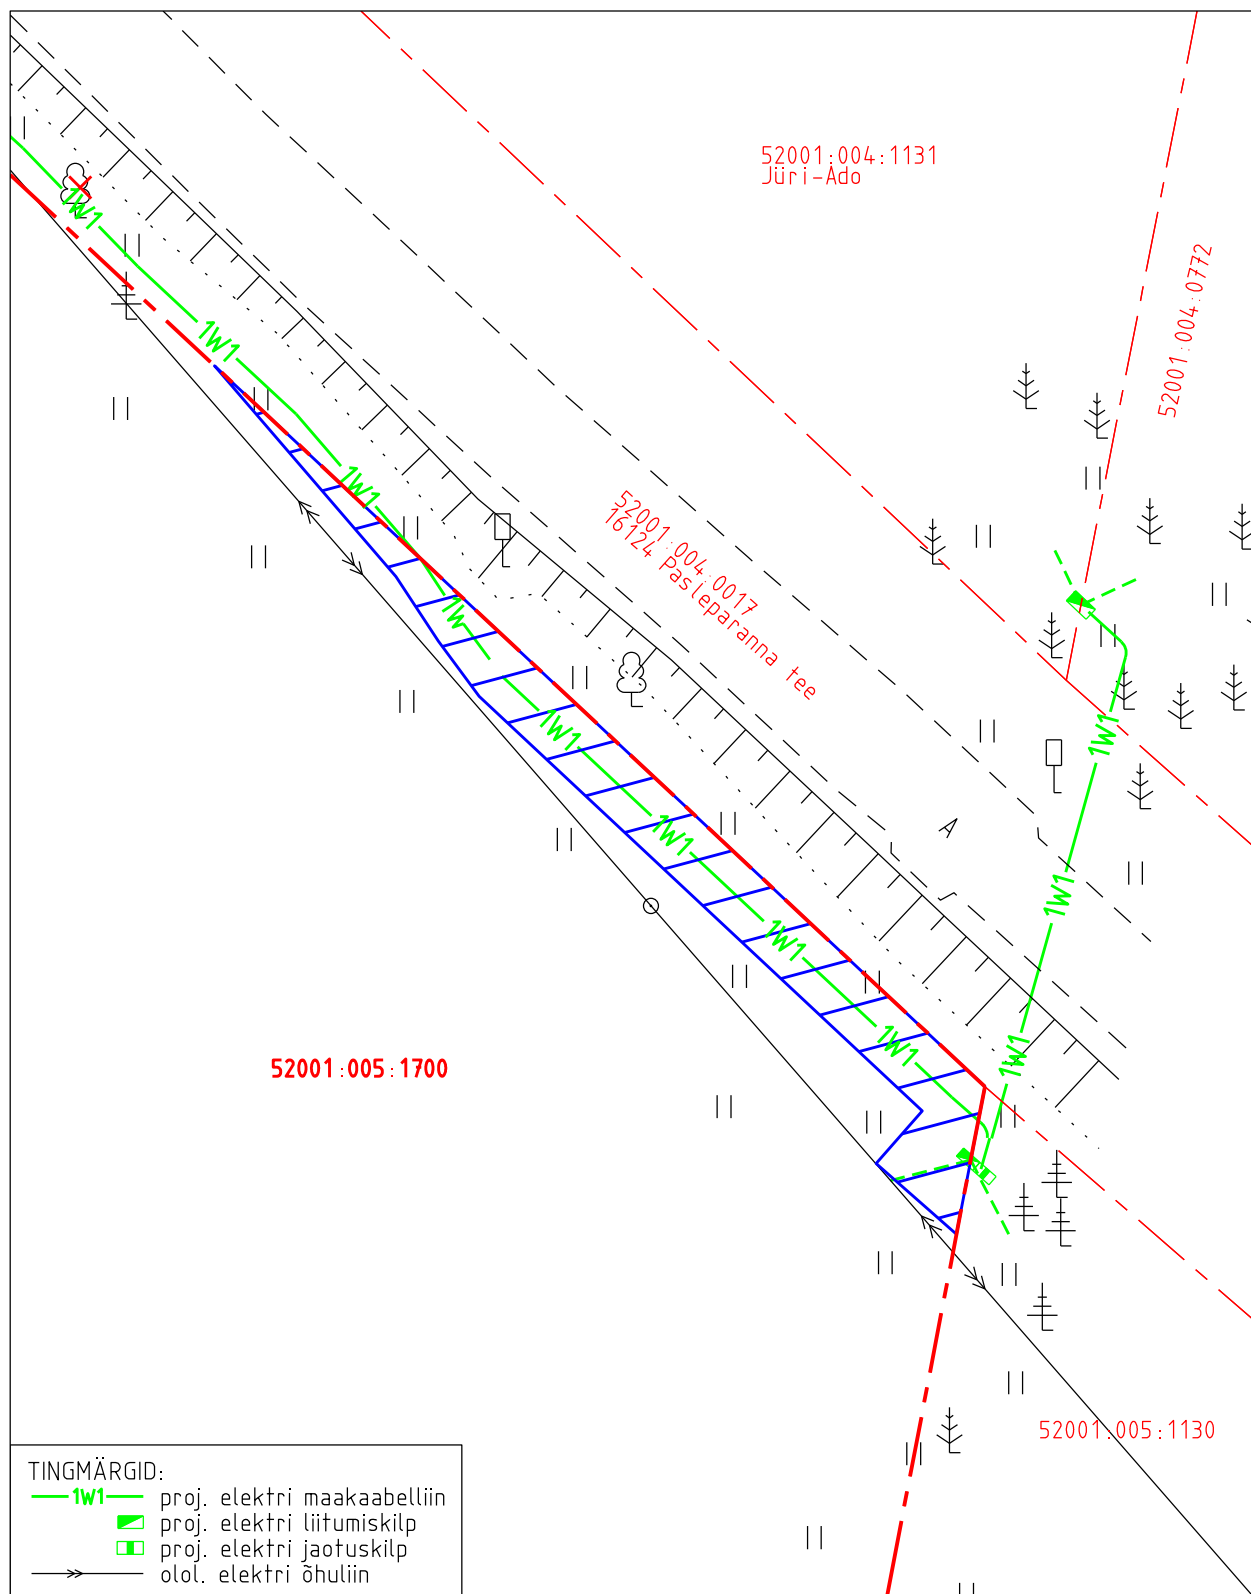 52001:004:1131
Jüri-Ado
52001:004:0772
1W1
1W1
1W1
52001:004:0017
16124 Pasleparanna tee
1W
1W1
1W1
1W1
A
1W1
1W1
1W1
1W1
52001:005:1700
52001:005:1130
TINGMÄRGID:
1W1 proj. elektri maakaabelliin
proj. elektri liitumiskilp
proj. elektri jaotuskilp
olol. elektri õhuliin